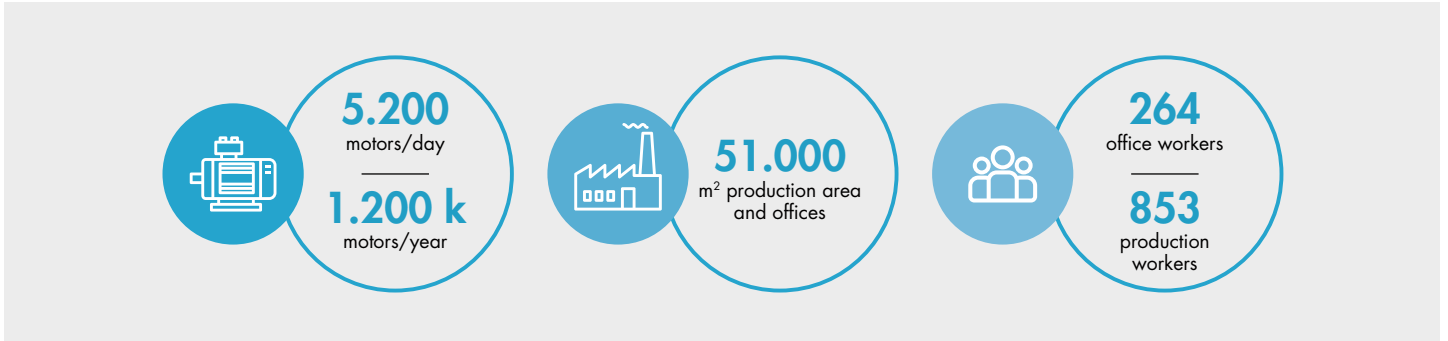 5.200
motors/day
1.200 k
motors/year
51.000
m² production area
and offices
264
office workers
853
production
workers